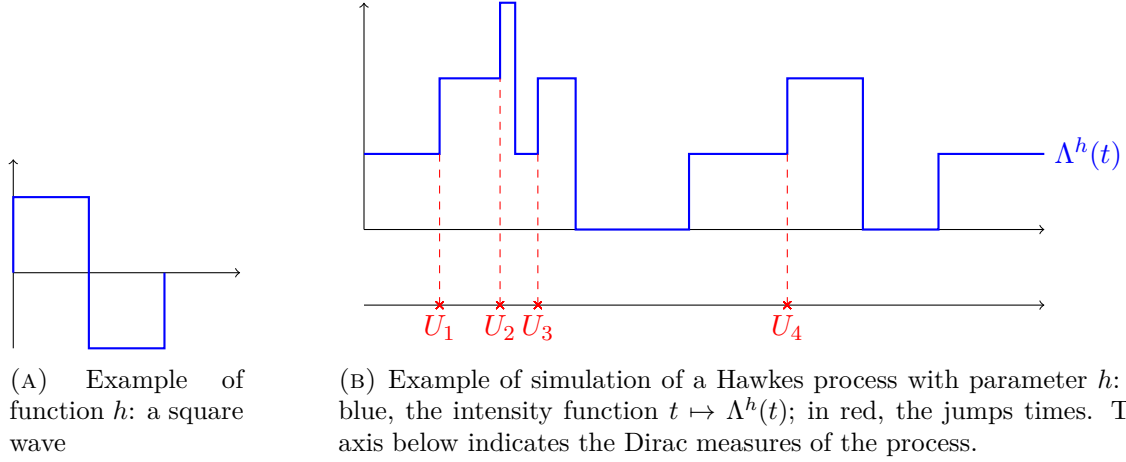 Λ^h(t)
U_1 U_2 U_3 U_4
(A) Example of
function h: a square
wave
(B) Example of simulation of a Hawkes process with parameter h:
blue, the intensity function t ↦ Λ^h(t); in red, the jumps times.
axis below indicates the Dirac measures of the process.